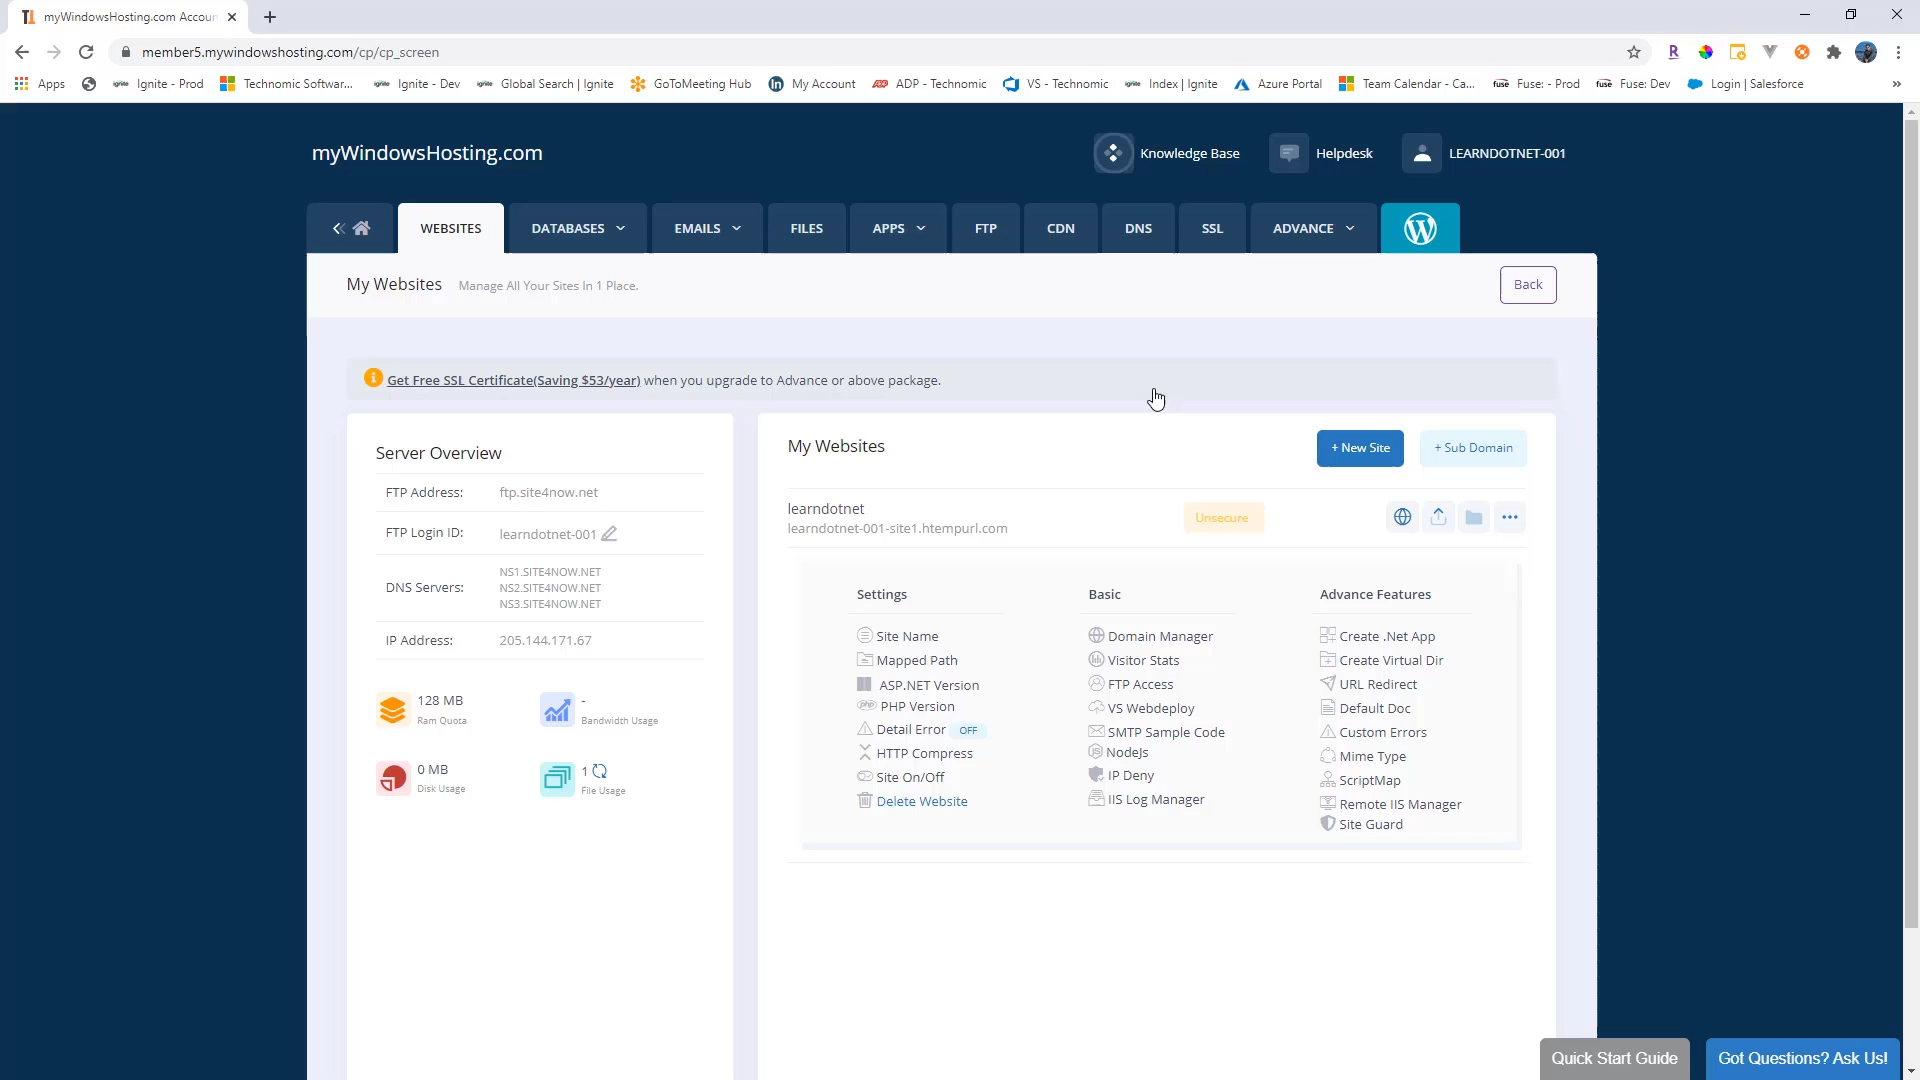 myWindowsHosting.com Accoun
member5.mywindowshosting.com/cp/cp_screen
Apps Ignite - Prod Technomic Softwar... Ignite - Dev Global Search | Ignite GoToMeeting Hub My Account ADP - Technomic VS - Technomic Index | Ignite Azure Portal Team Calendar - Ca... Fuse: - Prod Fuse: Dev Login | Salesforce »
myWindowsHosting.com
Knowledge Base Helpdesk LEARNDOTNET-001
WEBSITES DATABASES EMAILS FILES APPS FTP CDN DNS SSL ADVANCE
My Websites Manage All Your Sites In 1 Place. Back
Get Free SSL Certificate(Saving $53/year) when you upgrade to Advance or above package.
Server Overview
FTP Address: ftp.site4now.net
FTP Login ID: learndotnet-001
DNS Servers:
NS1.SITE4NOW.NET
NS2.SITE4NOW.NET
NS3.SITE4NOW.NET
IP Address: 205.144.171.67
128 MB
Ram Quota
-
Bandwidth Usage
0 MB
Disk Usage
1
File Usage
My Websites + New Site + Sub Domain
learndotnet
learndotnet-001-site1.htempurl.com
Unsecure
Settings
Site Name
Mapped Path
ASP.NET Version
php PHP Version
Detail Error OFF
HTTP Compress
Site On/Off
Delete Website
Basic
Domain Manager
Visitor Stats
FTP Access
VS Webdeploy
SMTP Sample Code
NodeJs
IP Deny
IIS Log Manager
Advance Features
Create .Net App
Create Virtual Dir
URL Redirect
Default Doc
Custom Errors
Mime Type
ScriptMap
Remote IIS Manager
Site Guard
Quick Start Guide Got Questions? Ask Us!